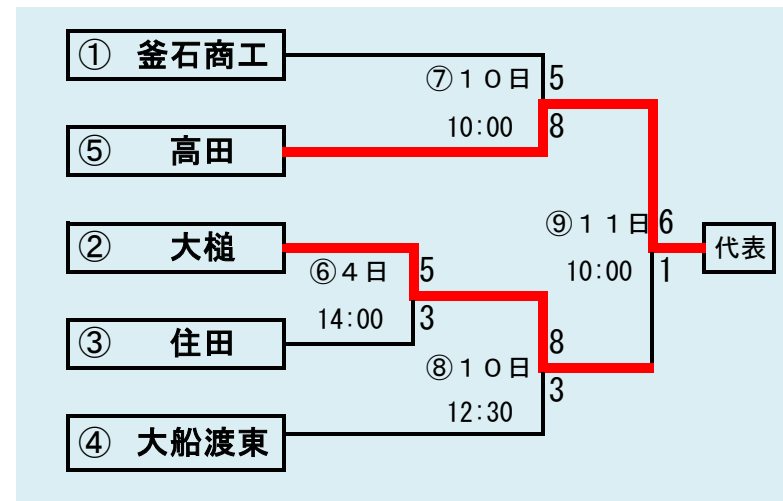 ① 釜石商工
⑦１０日 5
10:00 8
⑤ 高田
② 大槌
⑨１１日 6
代表
⑥４日 5
10:00 1
14:00 3
③ 住田
8
⑧１０日
3
12:30
④ 大船渡東